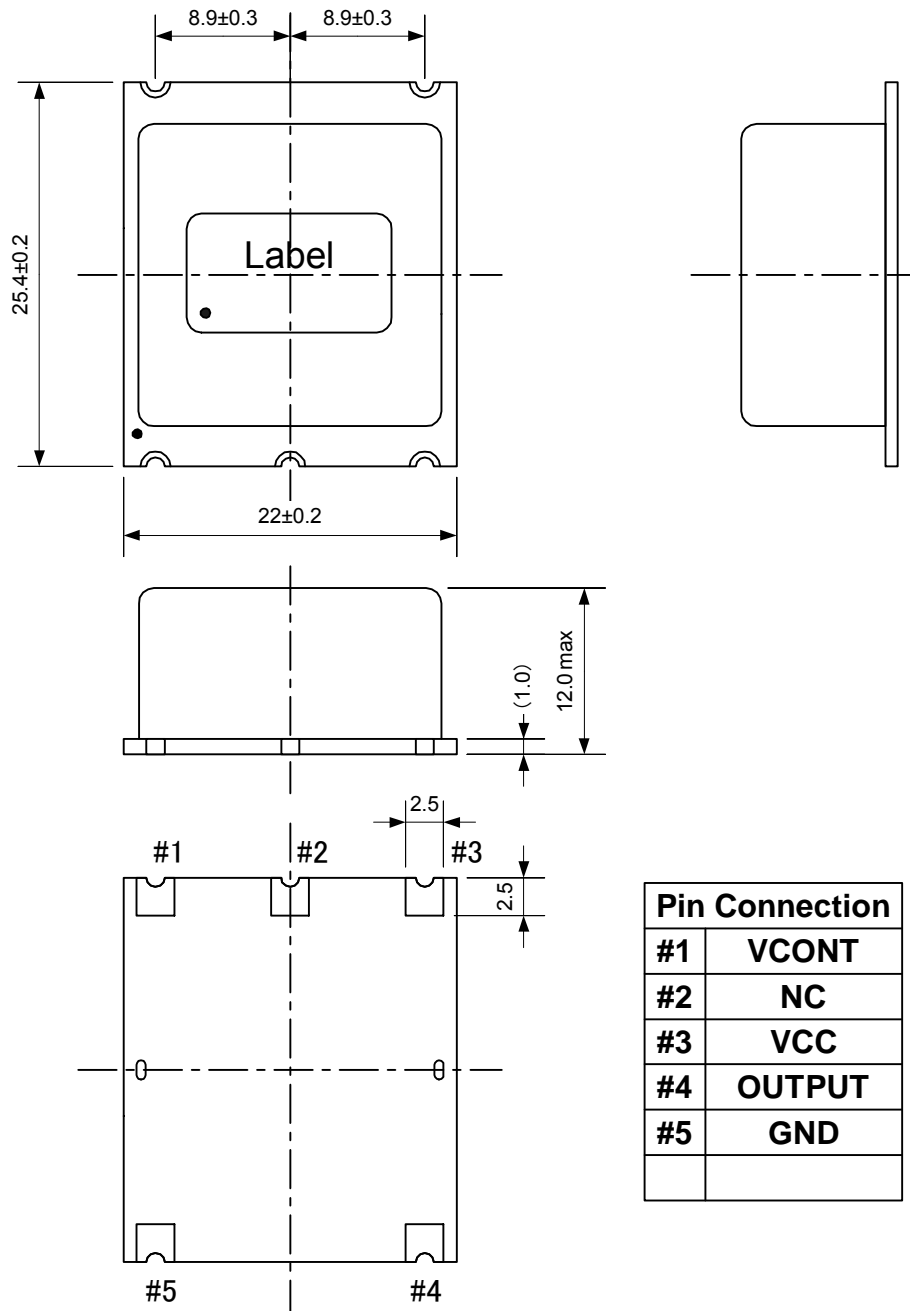 8.9±0.3
8.9±0.3
25.4±0.2
Label
22±0.2
(1.0)
12.0max
2.5
#1
#2
#3
2.5
#5
#4
Pin Connection
#1 VCONT
#2 NC
#3 VCC
#4 OUTPUT
#5 GND